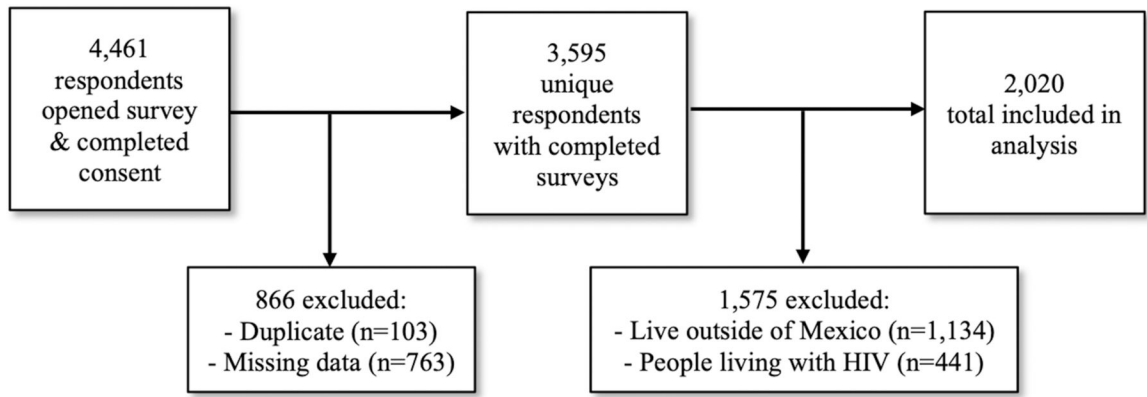 4,461
respondents
opened survey
& completed
consent
3,595
unique
respondents
with completed
surveys
2,020
total included in
analysis
866 excluded:
- Duplicate (n=103)
- Missing data (n=763)
1,575 excluded:
- Live outside of Mexico (n=1,134)
- People living with HIV (n=441)